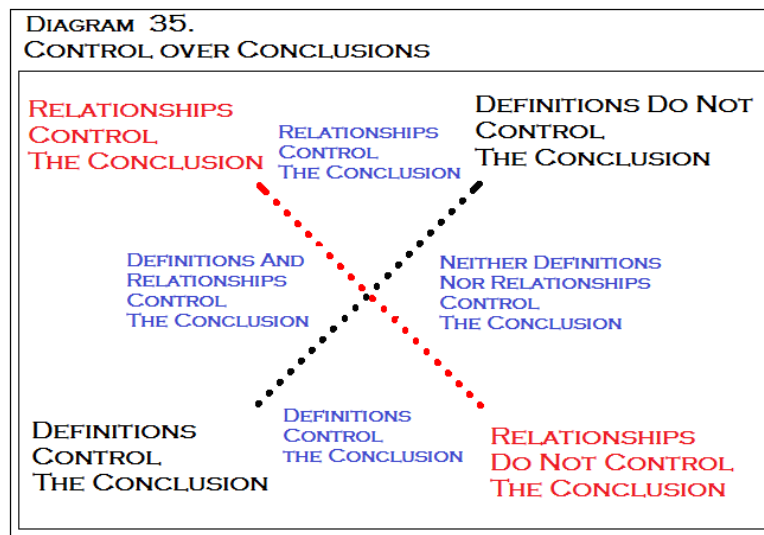 Diagram 35.
Control over Conclusions
Relationships
Control
The Conclusion
Relationships
Control
The Conclusion
Definitions Do Not
Control
The Conclusion
Definitions And
Relationships
Control
The Conclusion
Neither Definitions
Nor Relationships
Control
The Conclusion
Definitions
Control
The Conclusion
Definitions
Control
the Conclusion
Relationships
Do Not Control
The Conclusion